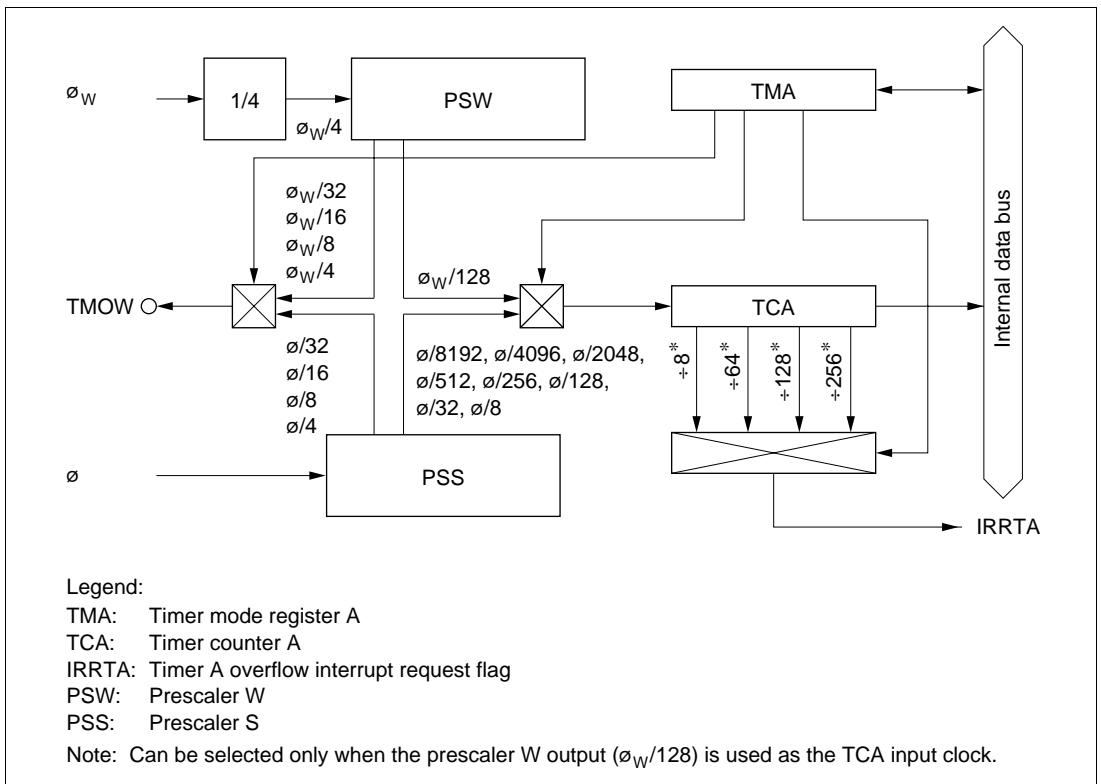 øW
1/4
PSW
øW/4
TMA
øW/32
øW/16
øW/8
øW/4
øW/128
TMOW
TCA
Internal data bus
ø/32
ø/16
ø/8
ø/4
ø/8192, ø/4096, ø/2048,
ø/512, ø/256, ø/128,
ø/32, ø/8
÷8*
÷64*
÷128*
÷256*
ø
PSS
IRRTA
Legend:
TMA: Timer mode register A
TCA: Timer counter A
IRRTA: Timer A overflow interrupt request flag
PSW: Prescaler W
PSS: Prescaler S
Note: Can be selected only when the prescaler W output (øW/128) is used as the TCA input clock.